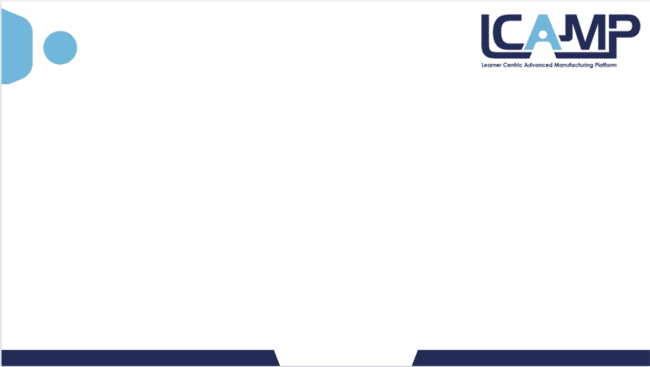 LCAMP
Learner Centric Advanced Manufacturing Platform